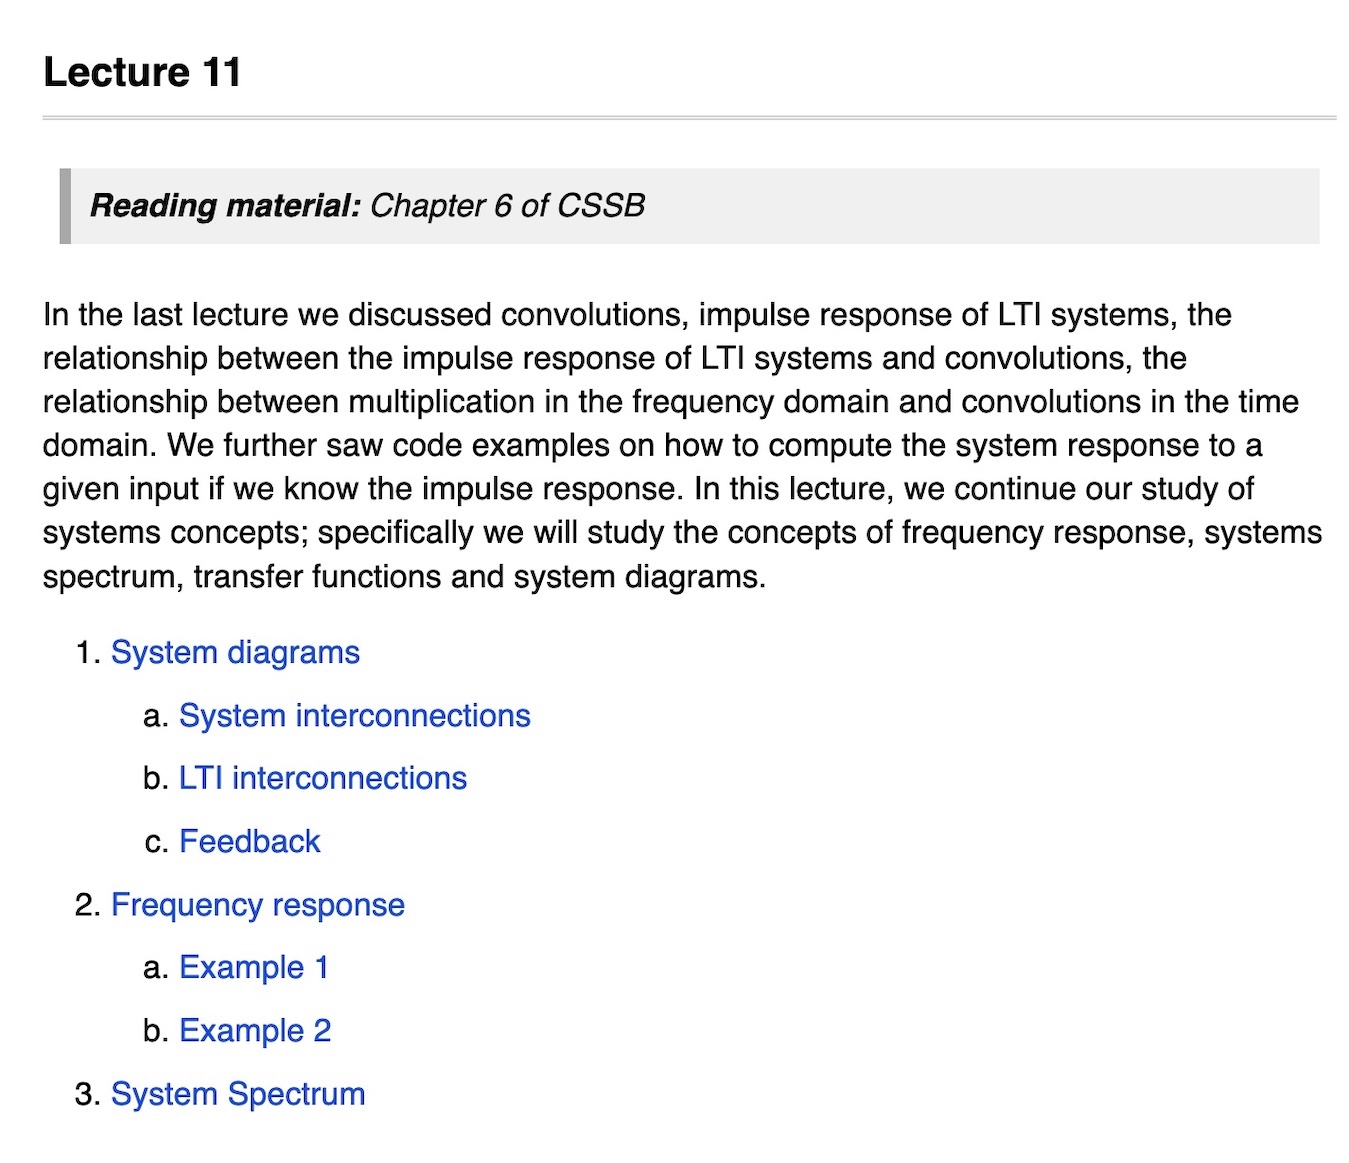 Lecture 11
Reading material: Chapter 6 of CSSB
In the last lecture we discussed convolutions, impulse response of LTI systems, the
relationship between the impulse response of LTI systems and convolutions, the
relationship between multiplication in the frequency domain and convolutions in the time
domain. We further saw code examples on how to compute the system response to a
given input if we know the impulse response. In this lecture, we continue our study of
systems concepts; specifically we will study the concepts of frequency response, systems
spectrum, transfer functions and system diagrams.
1. System diagrams
a. System interconnections
b. LTI interconnections
c. Feedback
2. Frequency response
a. Example 1
b. Example 2
3. System Spectrum